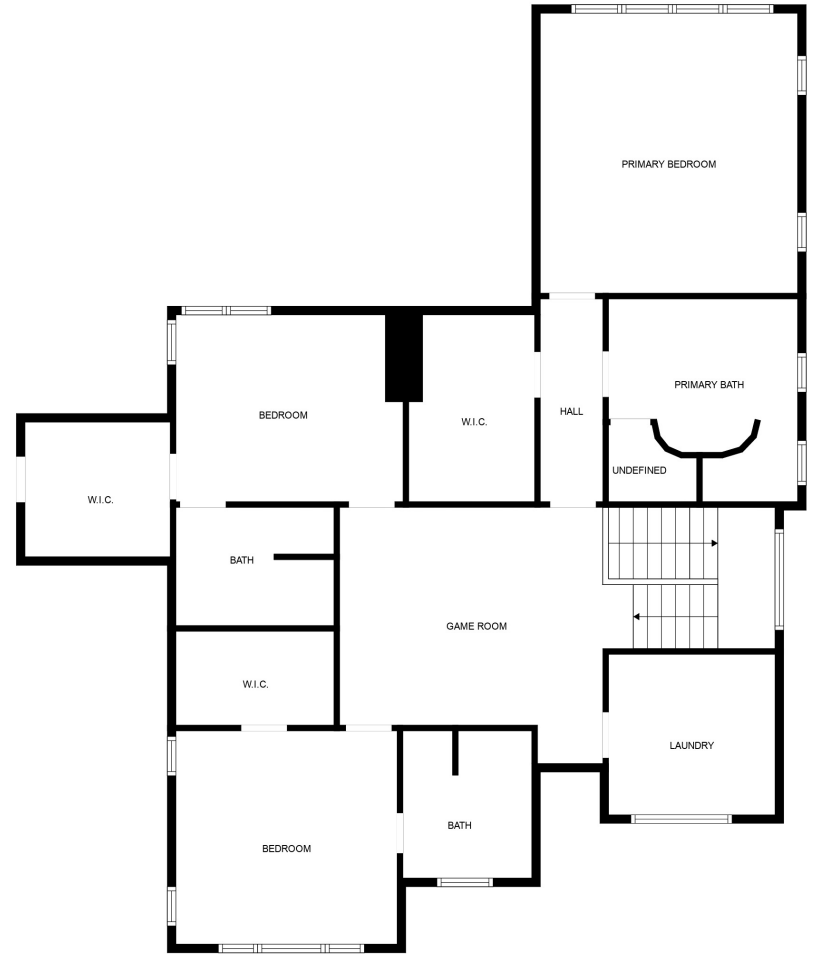 PRIMARY BEDROOM
PRIMARY BATH
HALL
BEDROOM
W.I.C.
UNDEFINED
W.I.C.
BATH
GAME ROOM
W.I.C.
LAUNDRY
BATH
BEDROOM